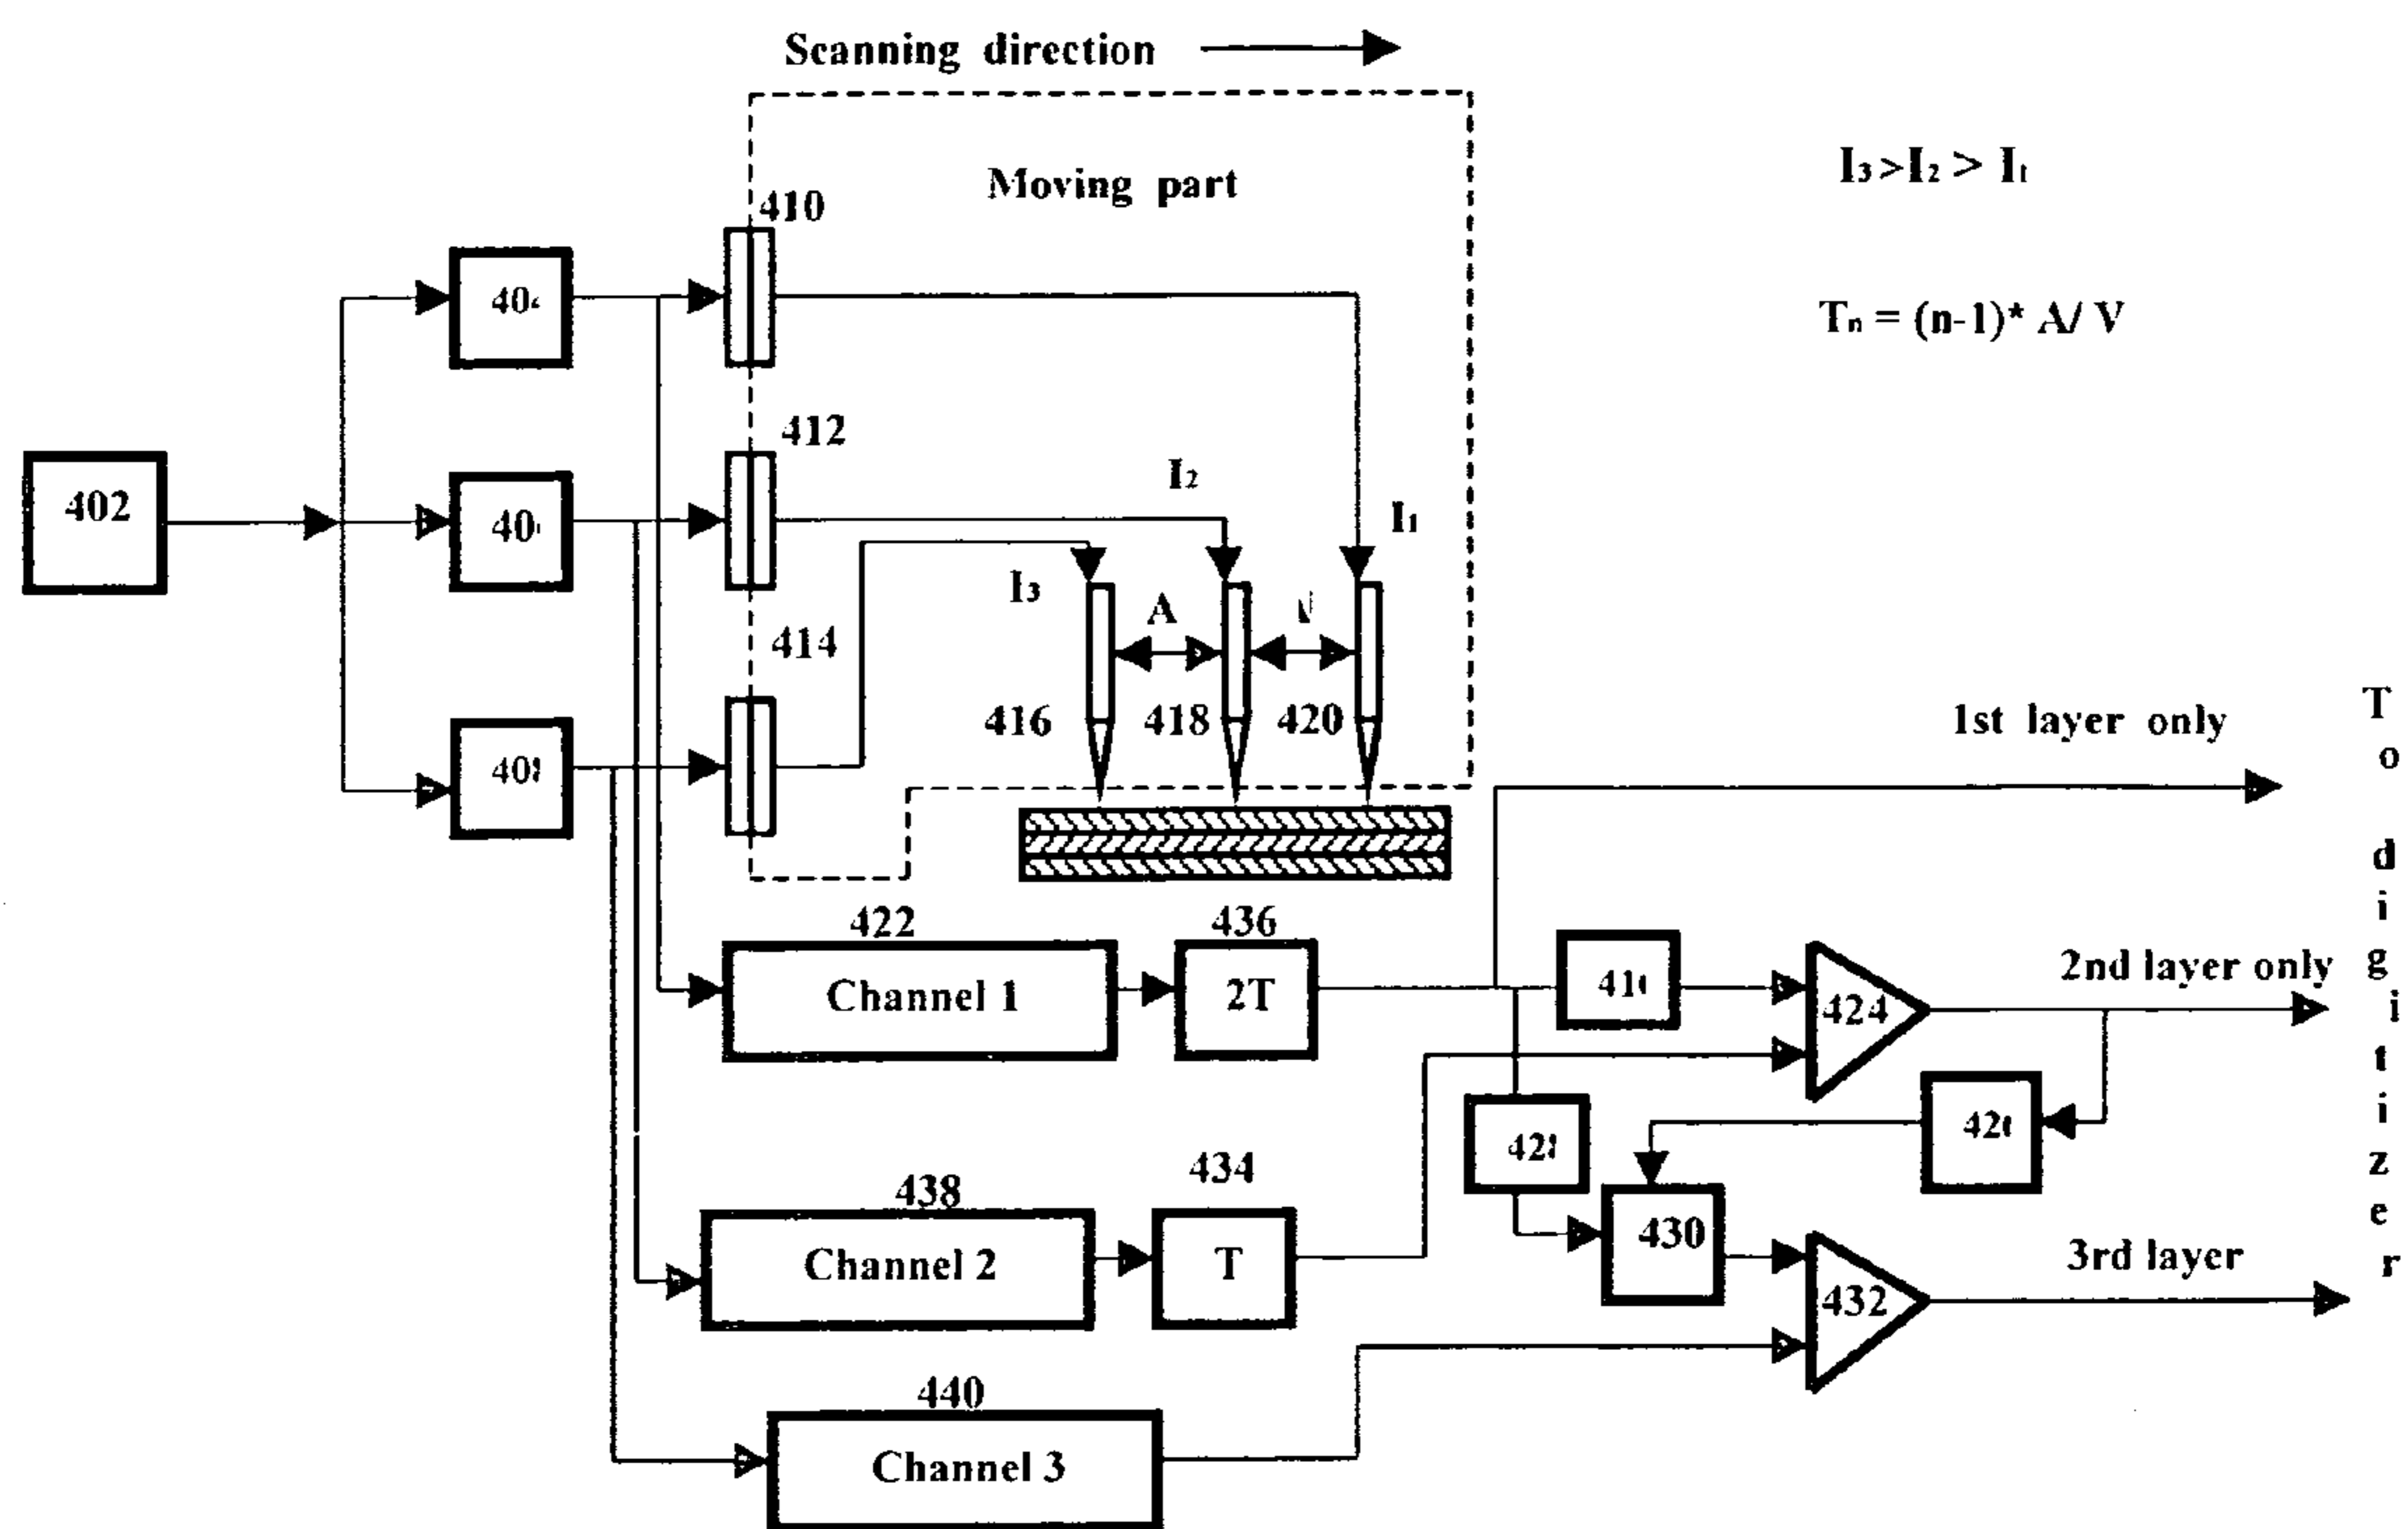 Scanning direction
Moving part
I₃ > I₂ > I₁
Tₙ = (n-1)* A/ V
410
412
414
402
I₂
I₁
I₃
A
416
418
420
1st layer only
To digitizer
422
Channel 1
436
2T
424
2nd layer only
438
Channel 2
434
T
430
432
3rd layer
440
Channel 3